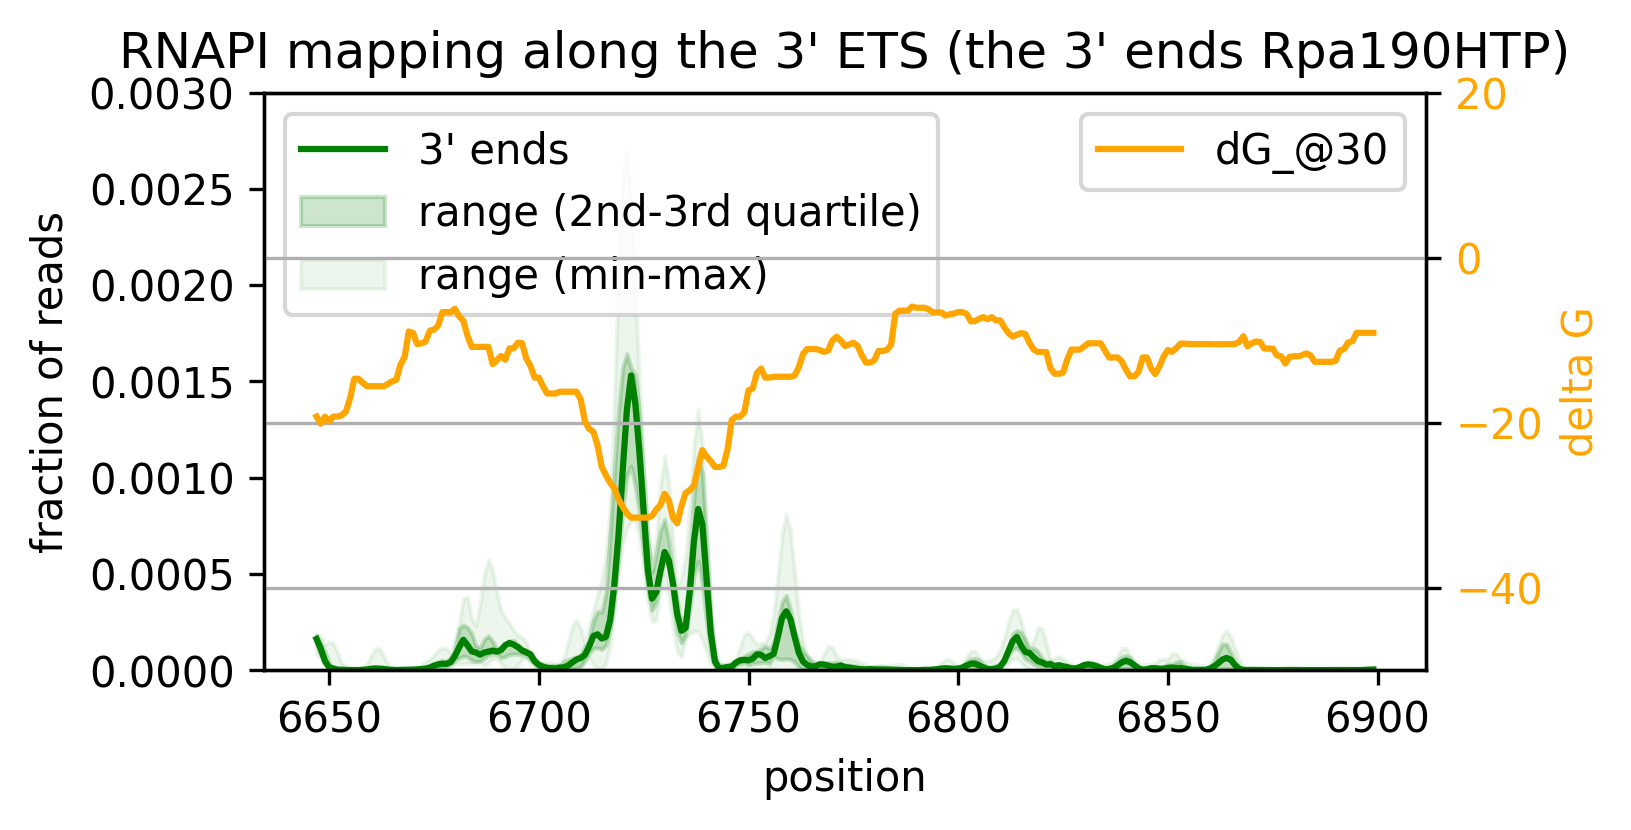 RNAPI mapping along the 3' ETS (the 3' ends Rpa190HTP)
0.0030
0.0025
0.0020
0.0015
0.0010
0.0005
0.0000
fraction of reads
3' ends
range (2nd-3rd quartile)
range (min-max)
dG_@30
20
0
−20
−40
delta G
6650 6700 6750 6800 6850 6900
position